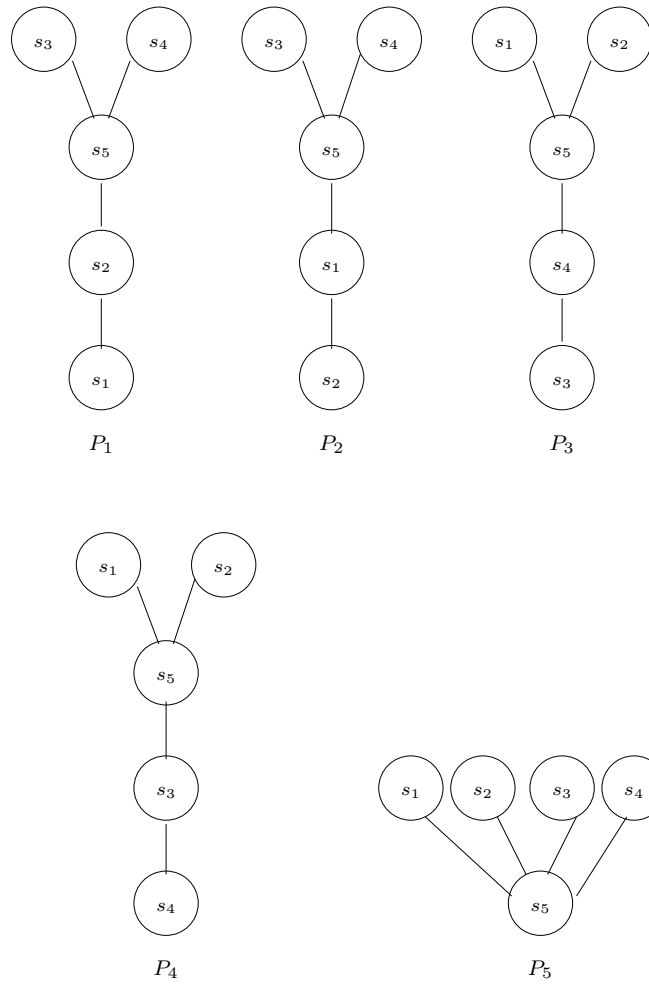 s₃ s₄ s₃ s₄ s₁ s₂
s₅ s₅ s₅
s₂ s₁ s₄
s₁ s₂ s₃
P₁ P₂ P₃
s₁ s₂
s₅
s₃ s₁ s₂ s₃ s₄
s₄ s₅
P₄ P₅